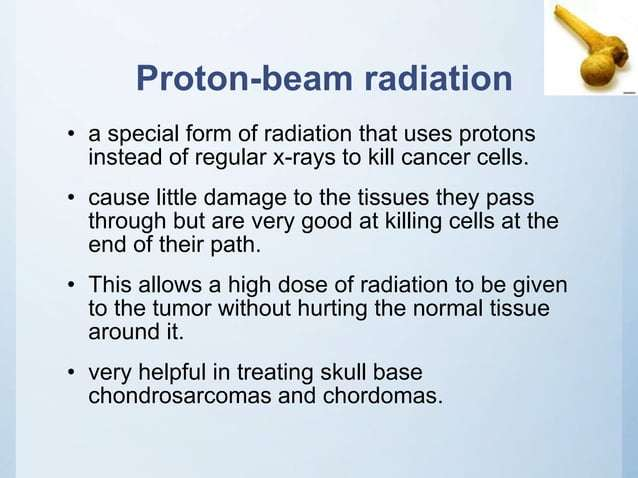 Proton-beam radiation
• a special form of radiation that uses protons
instead of regular x-rays to kill cancer cells.
• cause little damage to the tissues they pass
through but are very good at killing cells at the
end of their path.
• This allows a high dose of radiation to be given
to the tumor without hurting the normal tissue
around it.
• very helpful in treating skull base
chondrosarcomas and chordomas.